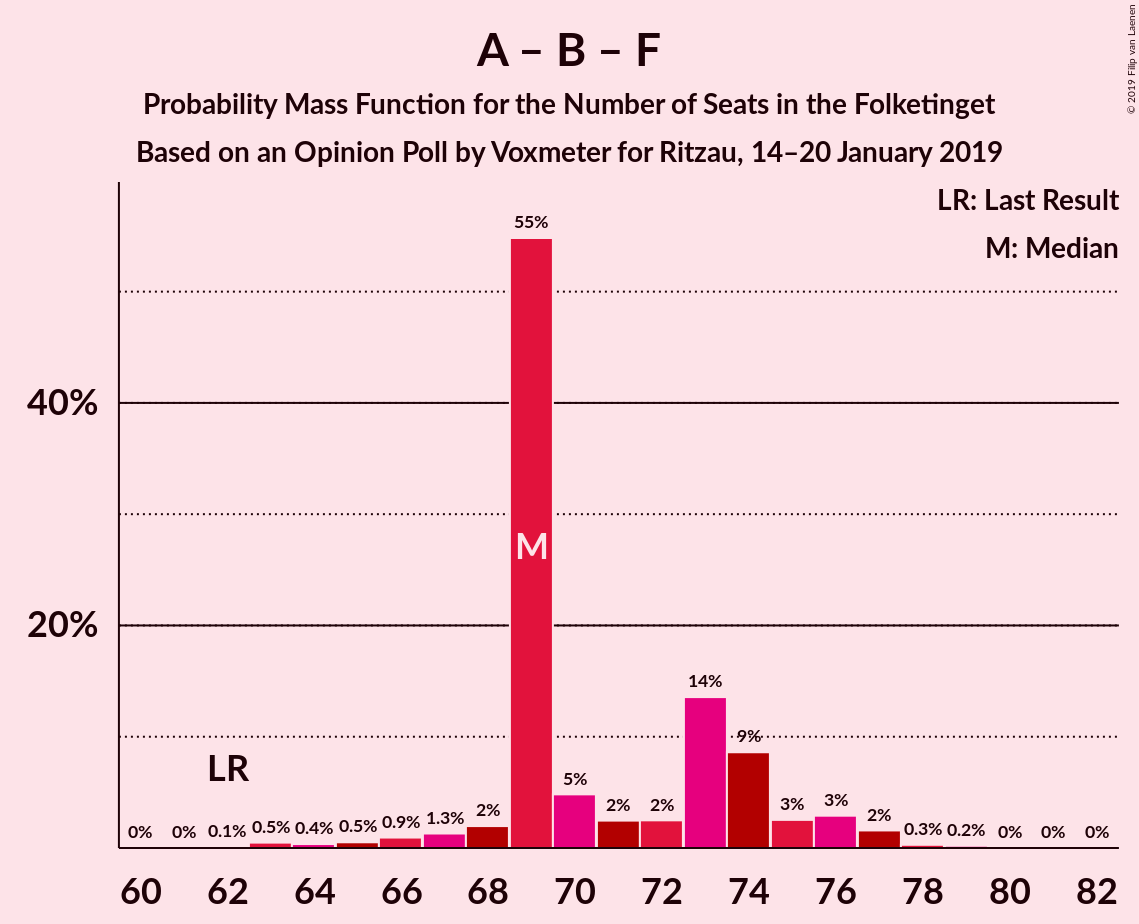 A – B – F
Probability Mass Function for the Number of Seats in the Folketinget
Based on an Opinion Poll by Voxmeter for Ritzau, 14–20 January 2019
© 2019 Filip van Laenen
LR: Last Result
M: Median
55%
40%
M
20%
14%
9%
LR
0% 0% 0.1% 0.5% 0.4% 0.5% 0.9% 1.3% 2% 5% 2% 2% 3% 3% 2% 0.3% 0.2% 0% 0% 0%
60 62 64 66 68 70 72 74 76 78 80 82